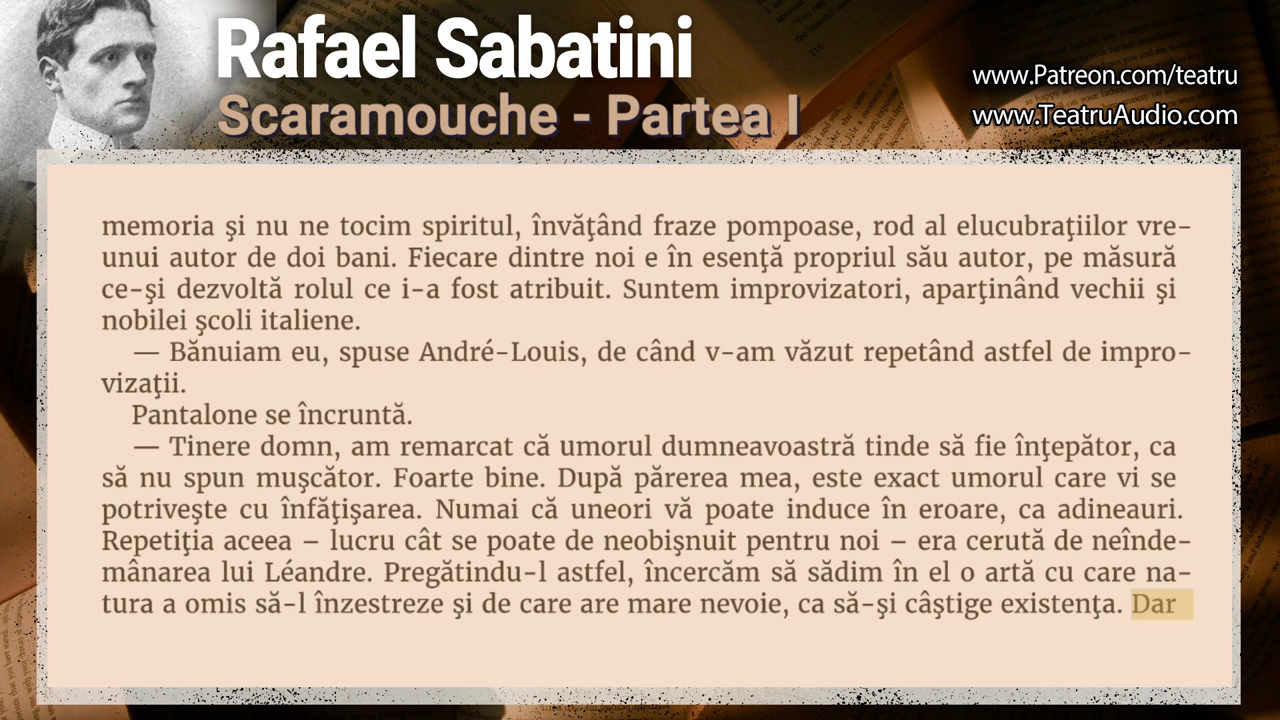 Rafael Sabatini
Scaramouche - Partea I
www.Patreon.com/teatru
www.TeatruAudio.com
memoria şi nu ne tocim spiritul, învăţând fraze pompoase, rod al elucubraţiilor vre-
unui autor de doi bani. Fiecare dintre noi e în esenţă propriul său autor, pe măsură
ce-şi dezvoltă rolul ce i-a fost atribuit. Suntem improvizatori, aparţinând vechii şi
nobilei şcoli italiene.
— Bănuiam eu, spuse André-Louis, de când v-am văzut repetând astfel de impro-
vizaţii.
Pantalone se încruntă.
— Tinere domn, am remarcat că umorul dumneavoastră tinde să fie înţepător, ca
să nu spun muşcător. Foarte bine. După părerea mea, este exact umorul care vi se
potriveşte cu înfăţişarea. Numai că uneori vă poate induce în eroare, ca adineauri.
Repetiţia aceea – lucru cât se poate de neobişnuit pentru noi – era cerută de neînde-
mânarea lui Léandre. Pregătindu-l astfel, încercăm să sădim în el o artă cu care na-
tura a omis să-l înzestreze şi de care are mare nevoie, ca să-şi câştige existenţa. Dar